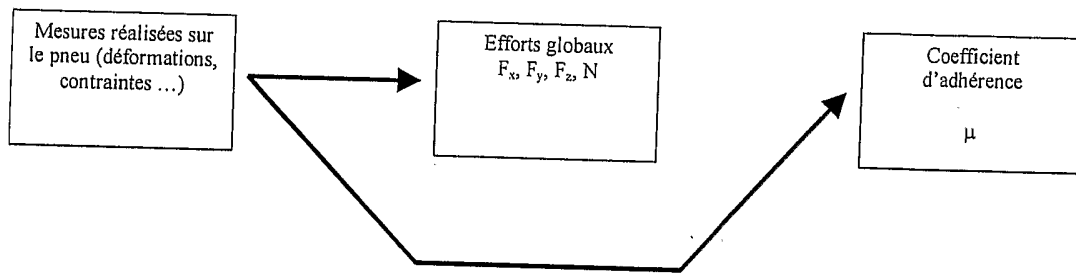 Mesures réalisées sur
le pneu (déformations,
contraintes ...)
Efforts globaux
Fx, Fy, Fz, N
Coefficient
d'adhérence
μ